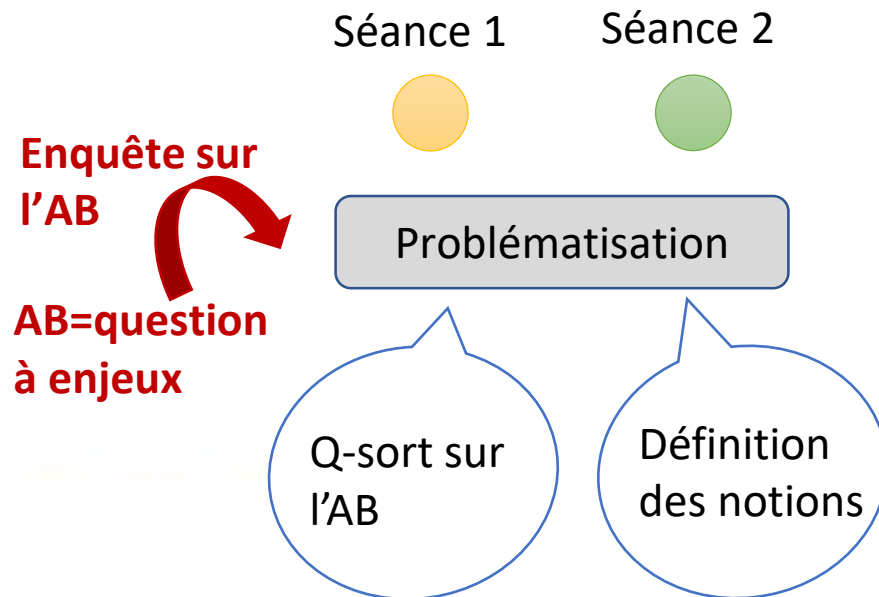 Séance 1
Séance 2
Enquête sur
l’AB
Problématisation
AB=question
à enjeux
Q-sort sur
l’AB
Définition
des notions